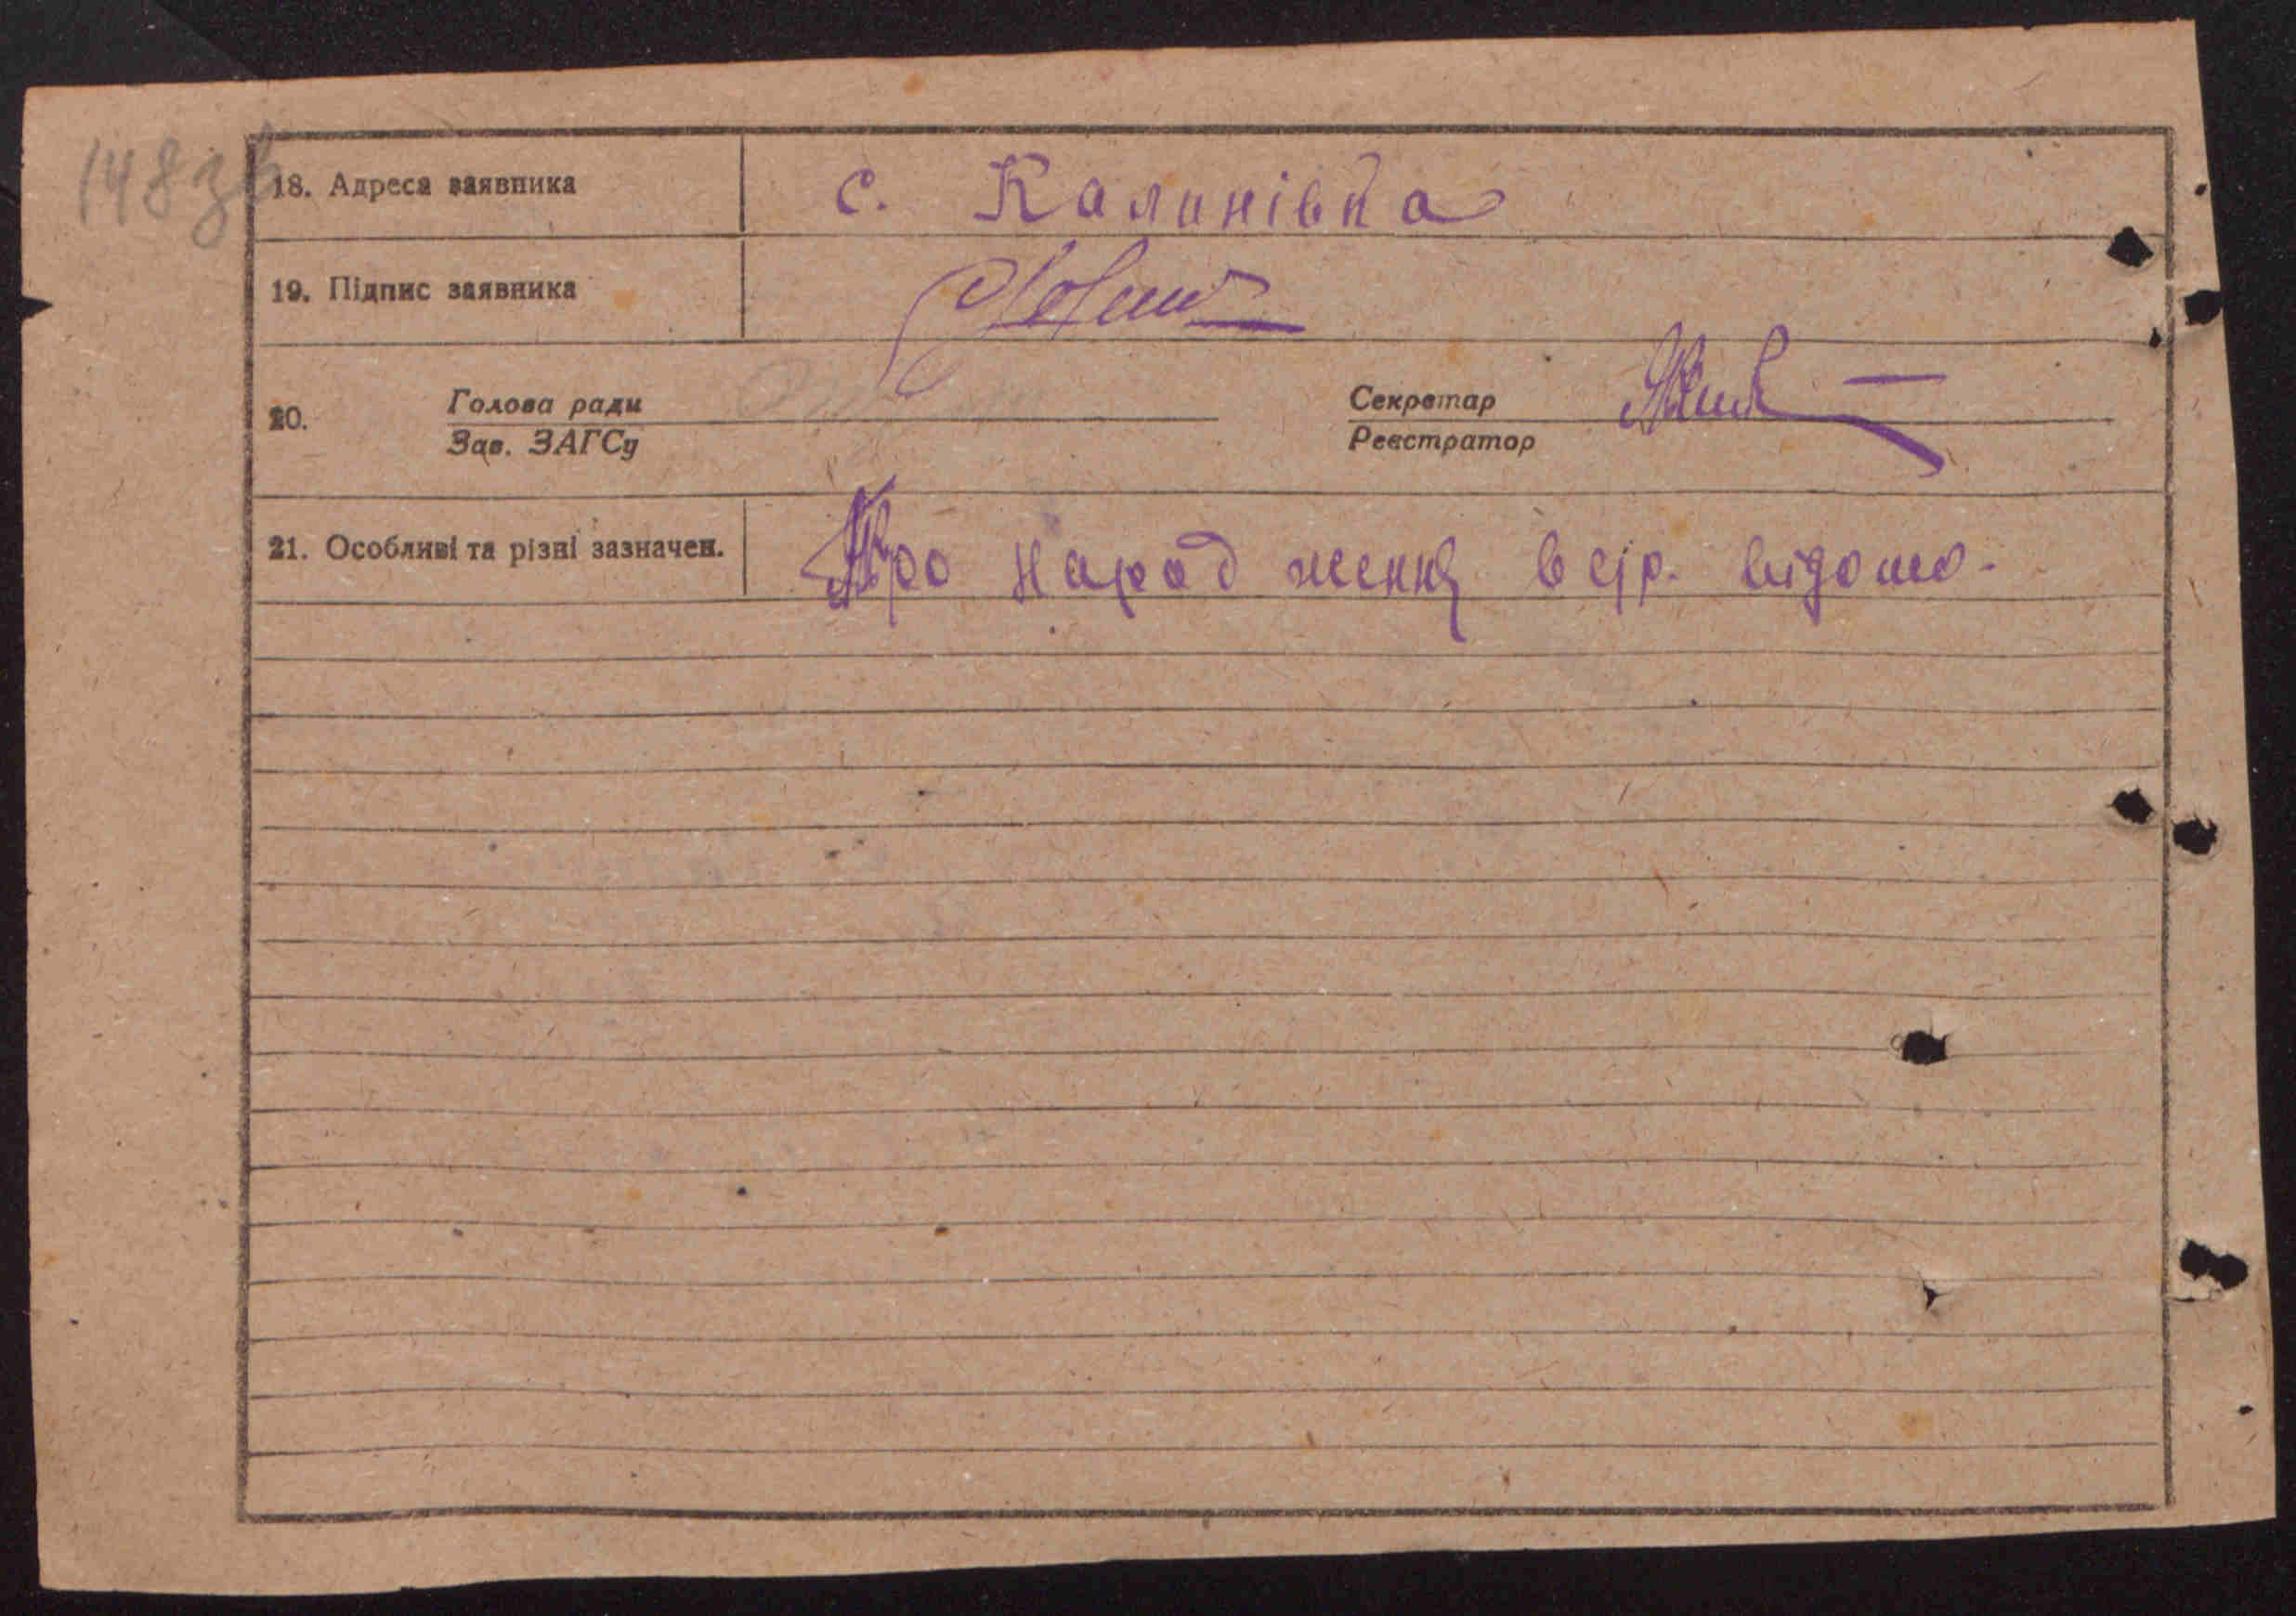 148зв
18. Адреса заявника с. Калинівка
19. Підпис заявника
20. Голова ради Секретар
Зав. ЗАГСу Реєстратор
21. Особливі та різні зазначен. Про народження відомо.